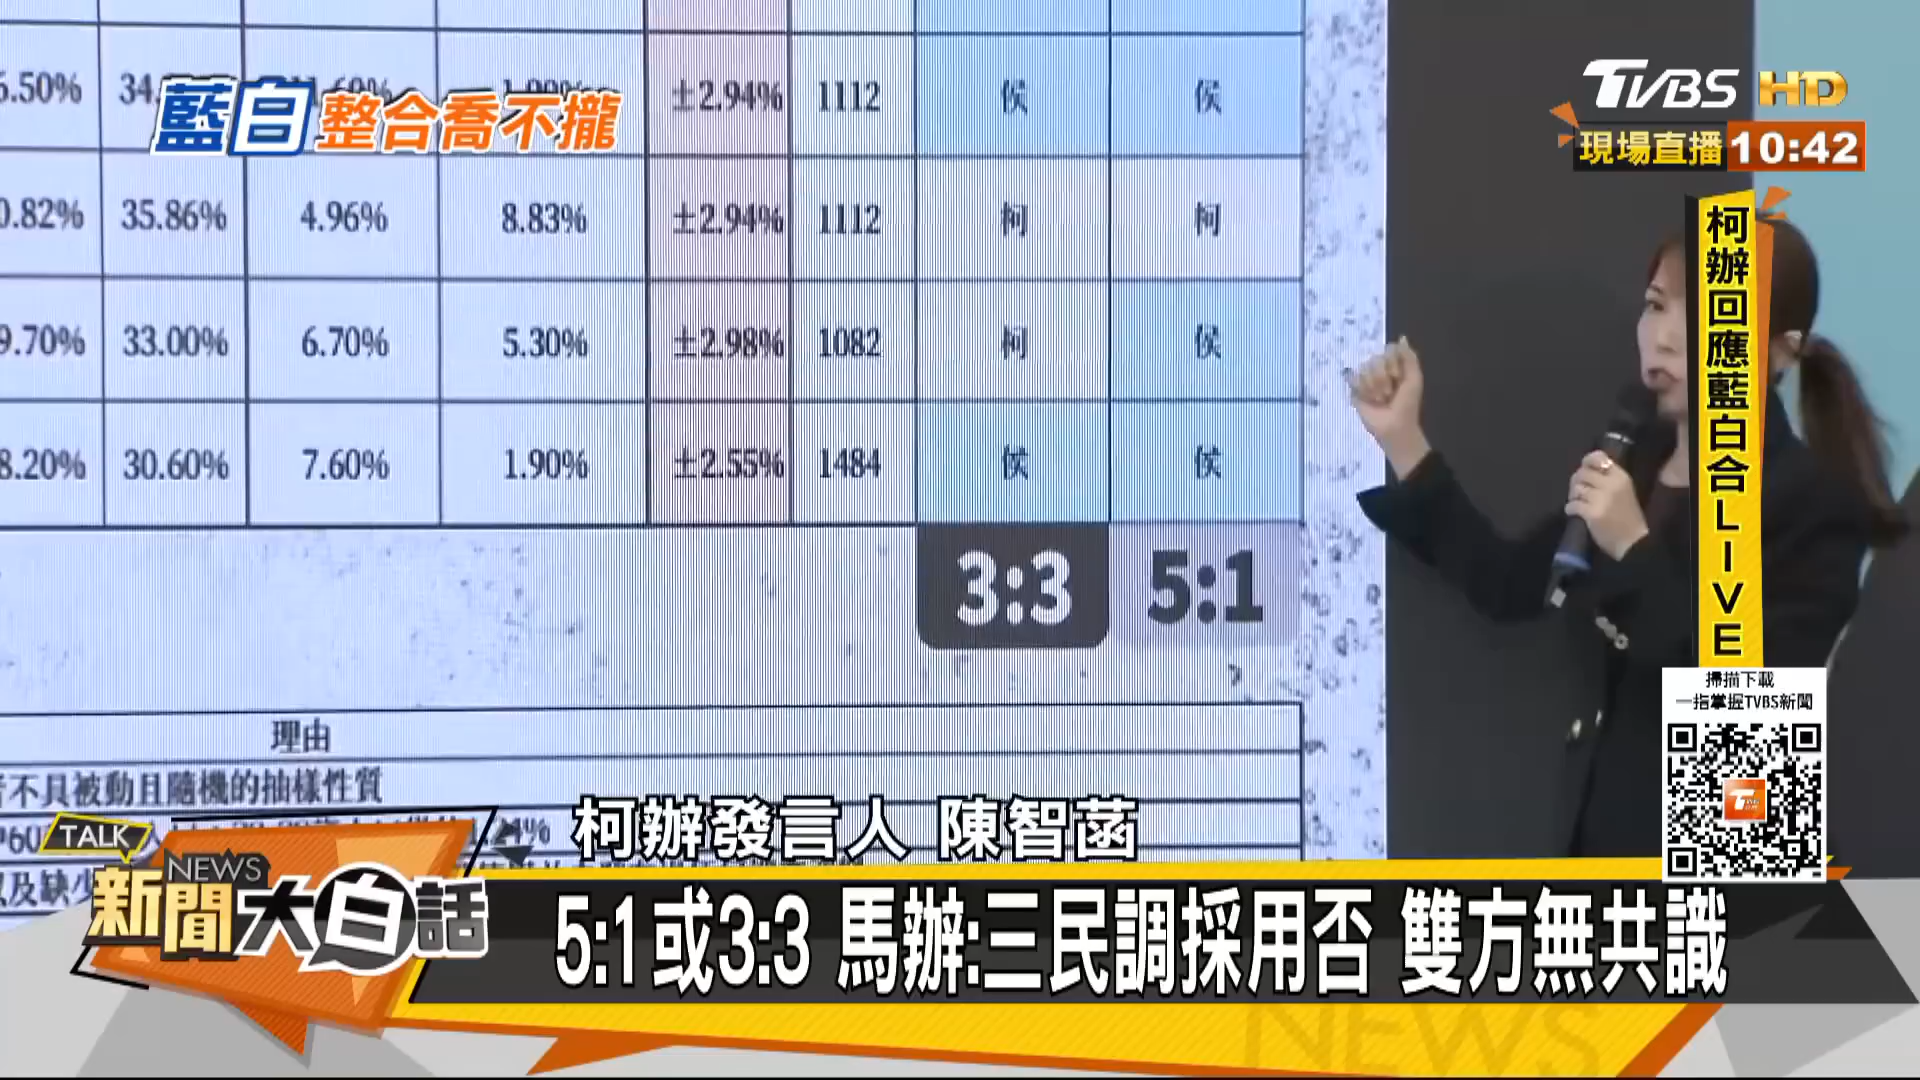 TVBS HD
現場直播 10:42
藍白整合喬不攏
柯辦回應藍白合LIVE
5.50% 34. ±2.94% 1112 侯 侯
0.82% 35.86% 4.96% 8.83% ±2.94% 1112 柯 柯
9.70% 33.00% 6.70% 5.30% ±2.98% 1082 柯 侯
8.20% 30.60% 7.60% 1.90% ±2.55% 1484 侯 侯
3:3 5:1
理由
不具被動且隨機的抽樣性質
及缺少
掃描下載
一指掌握TVBS新聞
柯辦發言人 陳智菡
TALK
NEWS
新聞大白話
5:1或3:3 馬辦:三民調採用否 雙方無共識
NEWS